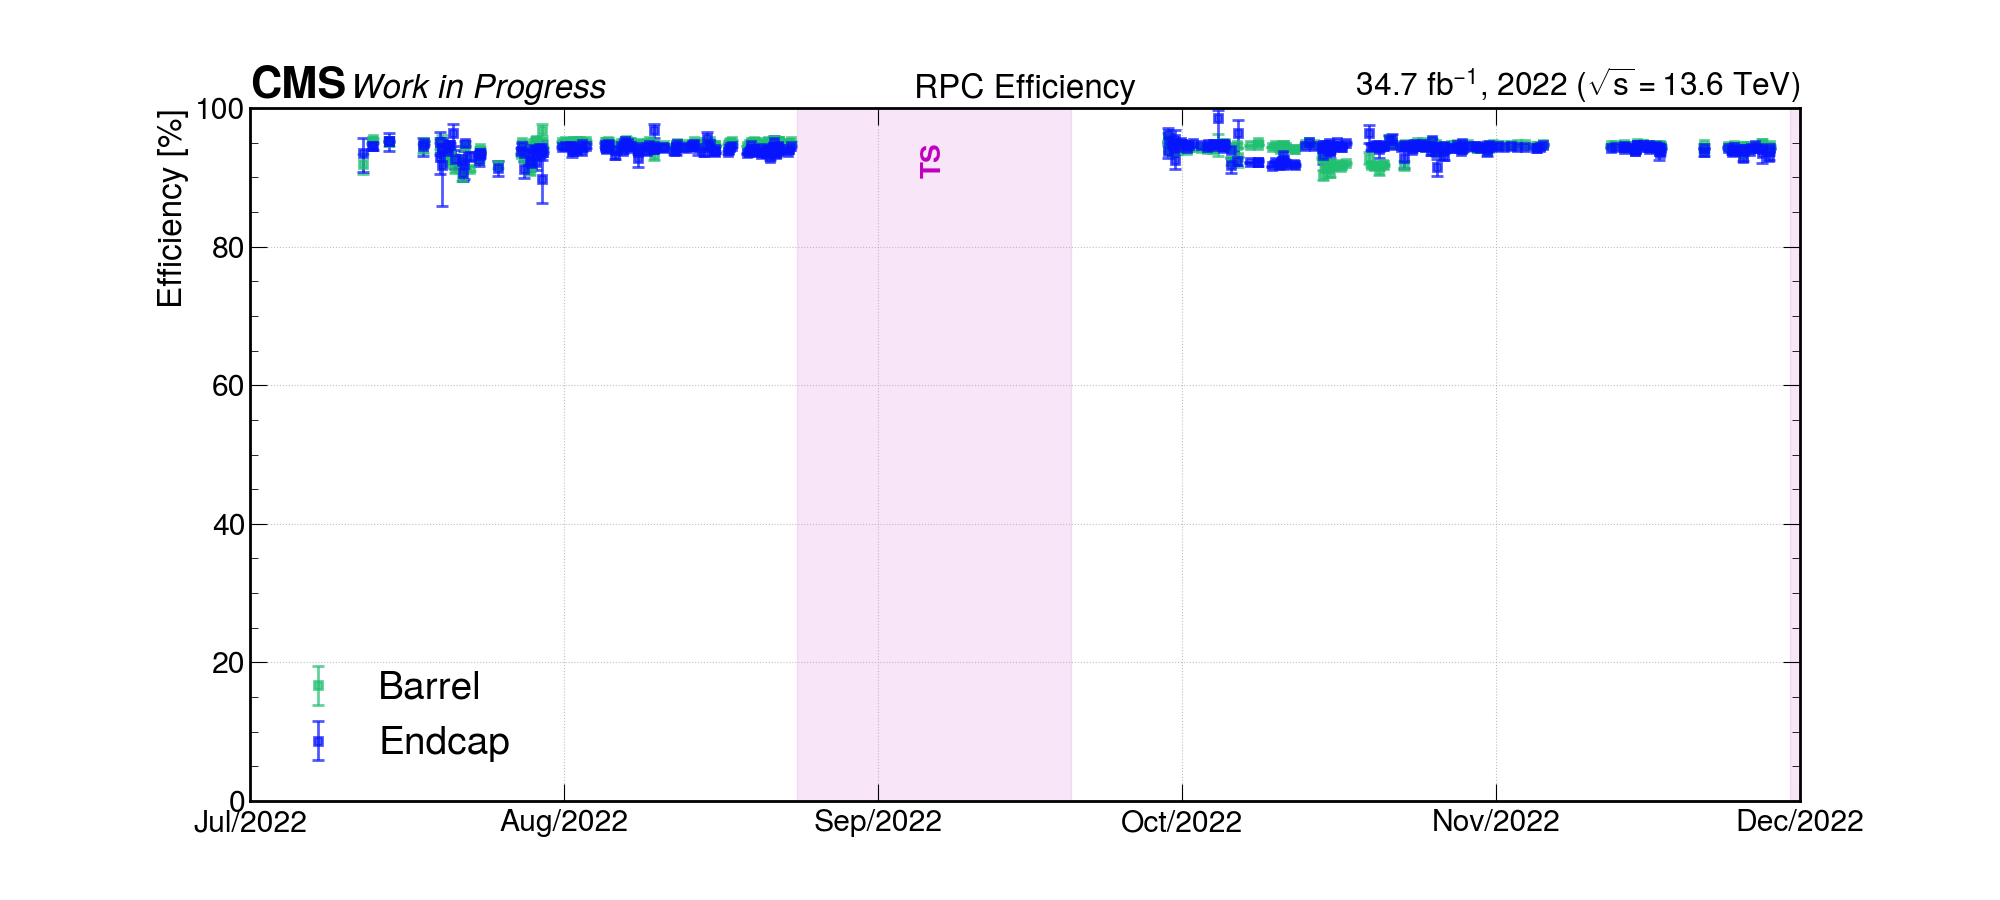 CMS Work in Progress RPC Efficiency 34.7 fb⁻¹, 2022 (√s = 13.6 TeV)
Efficiency [%]
100
80
60
40
20
0
TS
Barrel
Endcap
Jul/2022 Aug/2022 Sep/2022 Oct/2022 Nov/2022 Dec/2022